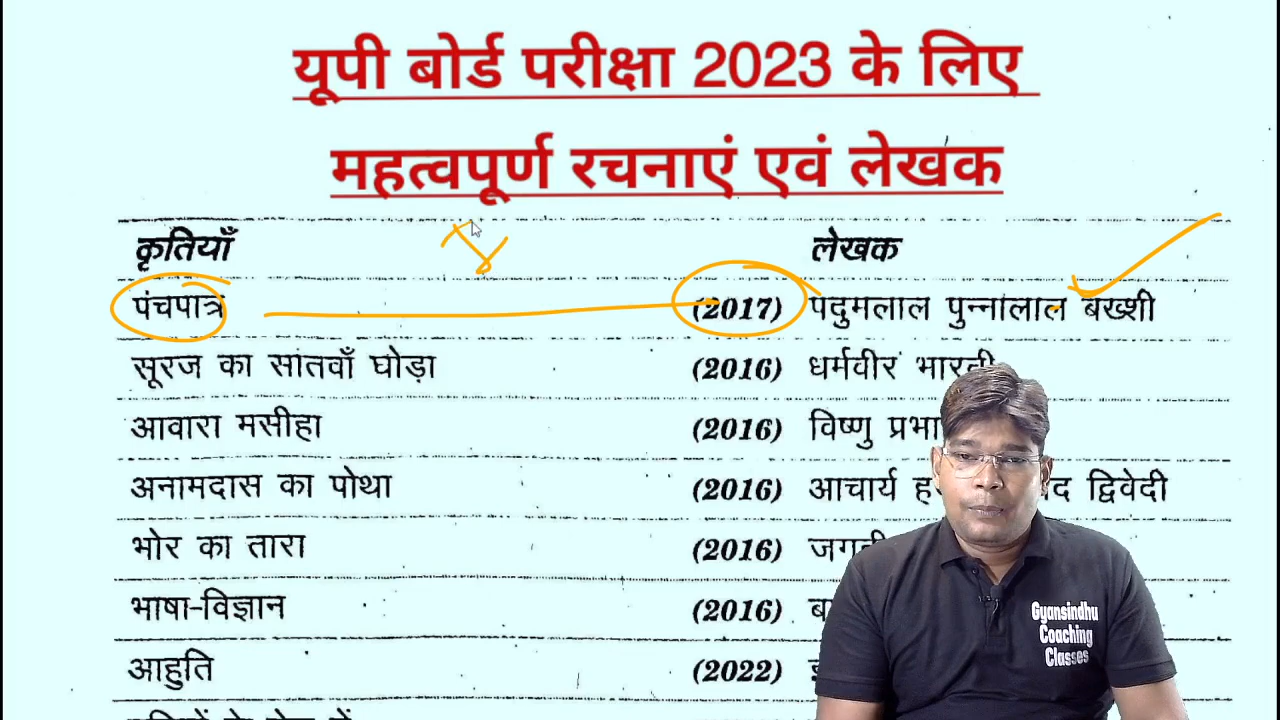 यूपी बोर्ड परीक्षा 2023 के लिए
महत्वपूर्ण रचनाएं एवं लेखक
कृतियाँ लेखक
पंचपात्र (2017) पदुमलाल पुन्नालाल बख्शी
सूरज का सातवाँ घोड़ा (2016) धर्मवीर
आवारा मसीहा (2016) विष्णु
अनामदास का पोथा (2016) आचार्य द्विवेदी
भोर का तारा (2016)
भाषा-विज्ञान (2016)
आहुति (2022)
Gyansindhu
Coaching
Classes